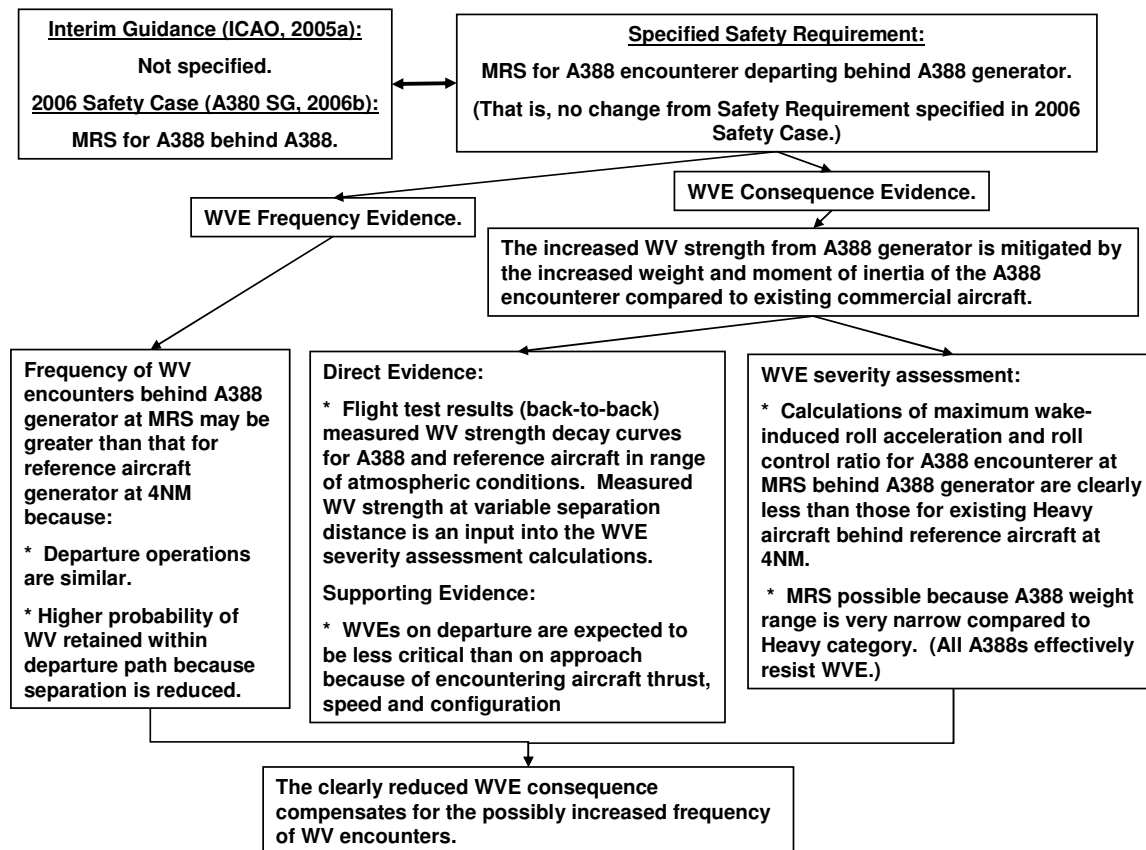 Interim Guidance (ICAO, 2005a):
Not specified.
2006 Safety Case (A380 SG, 2006b):
MRS for A388 behind A388.
Specified Safety Requirement:
MRS for A388 encounterer departing behind A388 generator.
(That is, no change from Safety Requirement specified in 2006
Safety Case.)
WVE Frequency Evidence.
WVE Consequence Evidence.
The increased WV strength from A388 generator is mitigated by
the increased weight and moment of inertia of the A388
encounterer compared to existing commercial aircraft.
Frequency of WV
encounters behind A388
generator at MRS may be
greater than that for
reference aircraft
generator at 4NM
because:
* Departure operations
are similar.
* Higher probability of
WV retained within
departure path because
separation is reduced.
Direct Evidence:
* Flight test results (back-to-back)
measured WV strength decay curves
for A388 and reference aircraft in range
of atmospheric conditions. Measured
WV strength at variable separation
distance is an input into the WVE
severity assessment calculations.
Supporting Evidence:
* WVEs on departure are expected to
be less critical than on approach
because of encountering aircraft thrust,
speed and configuration
WVE severity assessment:
* Calculations of maximum wake-
induced roll acceleration and roll
control ratio for A388 encounterer at
MRS behind A388 generator are clearly
less than those for existing Heavy
aircraft behind reference aircraft at
4NM.
* MRS possible because A388 weight
range is very narrow compared to
Heavy category. (All A388s effectively
resist WVE.)
The clearly reduced WVE consequence
compensates for the possibly increased frequency
of WV encounters.